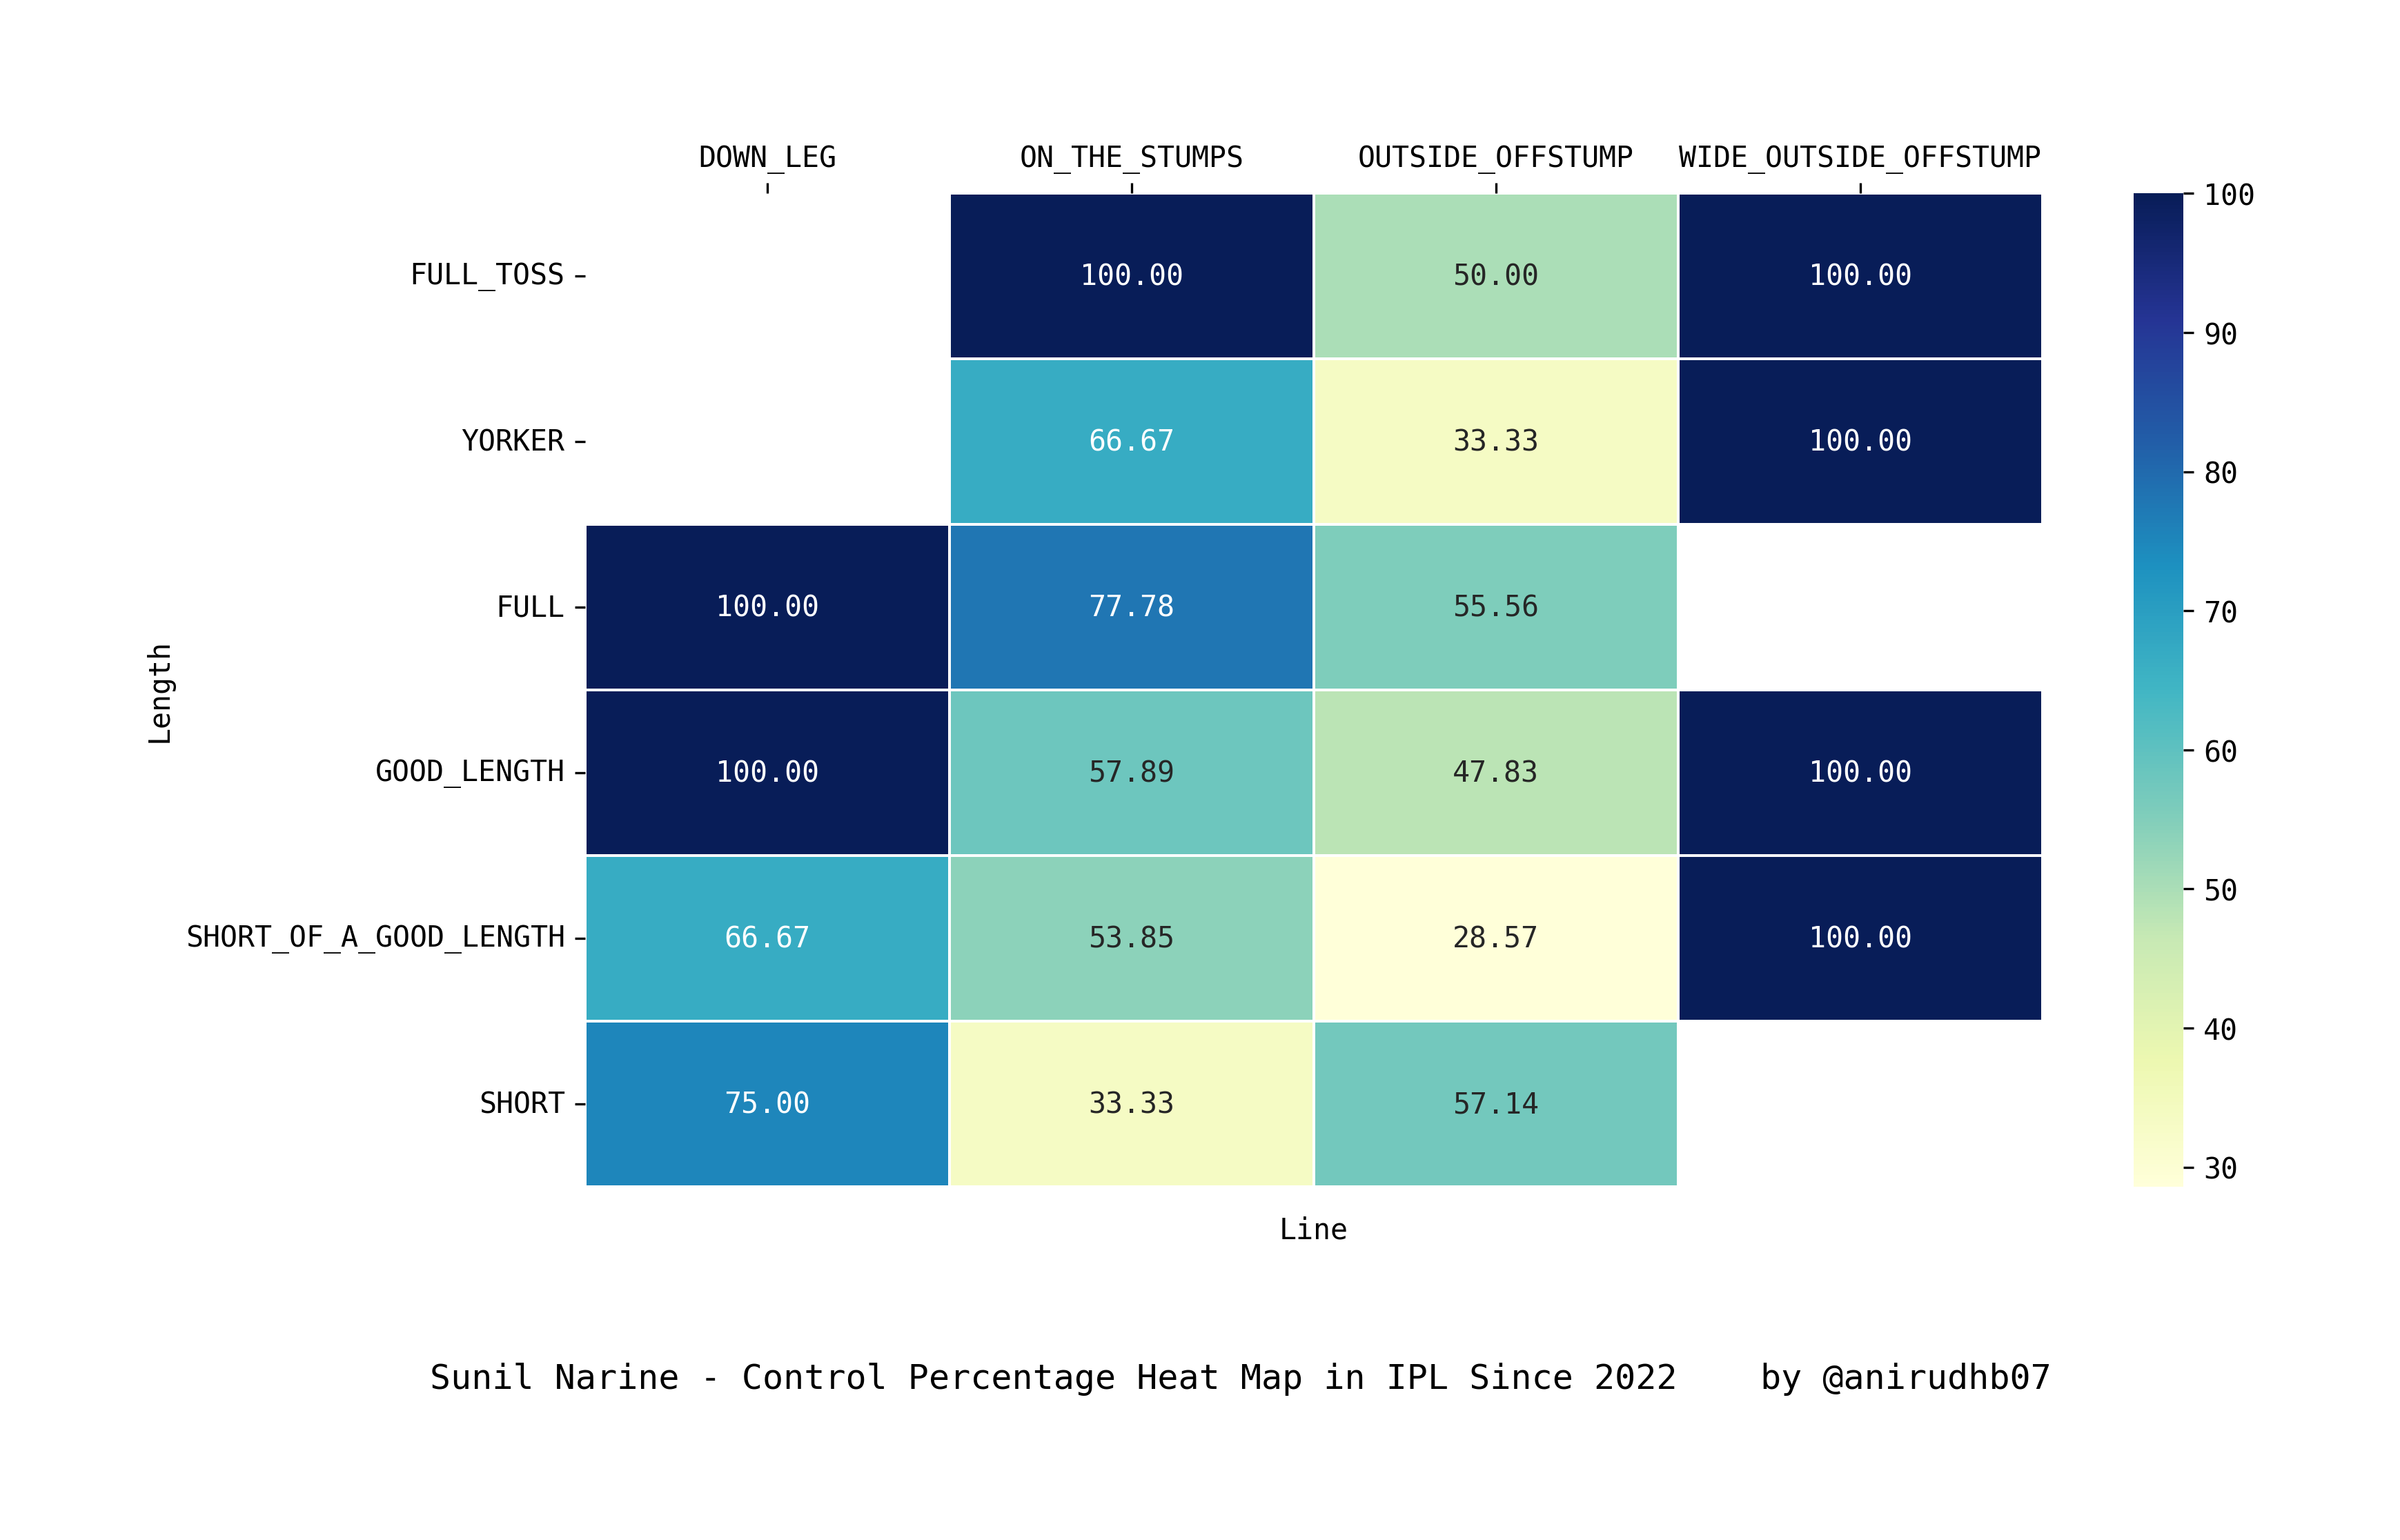 DOWN_LEG ON_THE_STUMPS OUTSIDE_OFFSTUMP WIDE_OUTSIDE_OFFSTUMP
FULL_TOSS 100.00 50.00 100.00
YORKER 66.67 33.33 100.00
FULL 100.00 77.78 55.56
GOOD_LENGTH 100.00 57.89 47.83 100.00
SHORT_OF_A_GOOD_LENGTH 66.67 53.85 28.57 100.00
SHORT 75.00 33.33 57.14
Length
Line
100
90
80
70
60
50
40
30
Sunil Narine - Control Percentage Heat Map in IPL Since 2022 by @anirudhb07